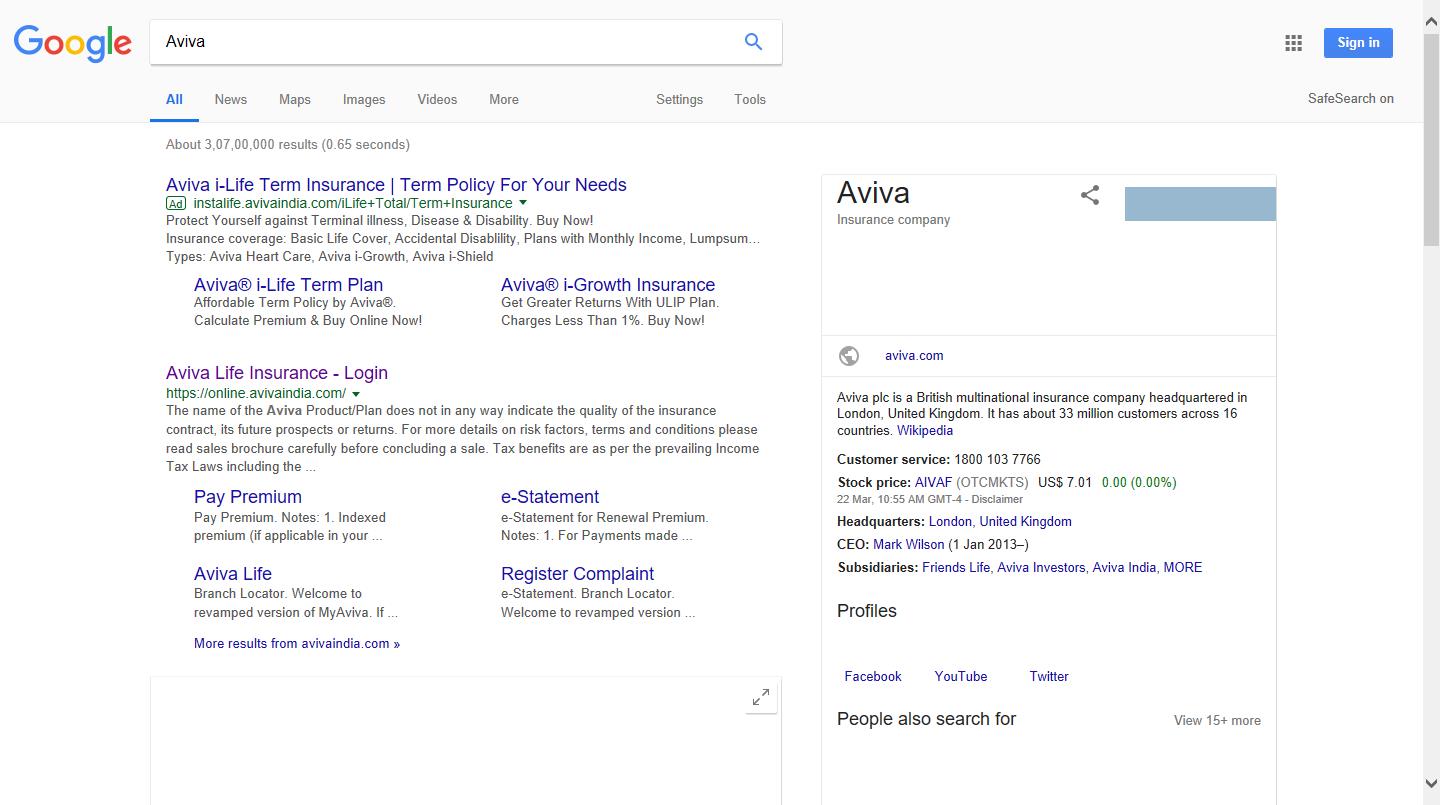 Google
Aviva
Sign in
All News Maps Images Videos More Settings Tools
SafeSearch on
About 3,07,00,000 results (0.65 seconds)
Aviva i-Life Term Insurance | Term Policy For Your Needs
Ad instalife.avivaindia.com/iLife+Total/Term+Insurance
Protect Yourself against Terminal illness, Disease & Disability. Buy Now!
Insurance coverage: Basic Life Cover, Accidental Disablility, Plans with Monthly Income, Lumpsum...
Types: Aviva Heart Care, Aviva i-Growth, Aviva i-Shield
Aviva® i-Life Term Plan
Affordable Term Policy by Aviva®.
Calculate Premium & Buy Online Now!
Aviva® i-Growth Insurance
Get Greater Returns With ULIP Plan.
Charges Less Than 1%. Buy Now!
Aviva Life Insurance - Login
https://online.avivaindia.com/
The name of the Aviva Product/Plan does not in any way indicate the quality of the insurance
contract, its future prospects or returns. For more details on risk factors, terms and conditions please
read sales brochure carefully before concluding a sale. Tax benefits are as per the prevailing Income
Tax Laws including the ...
Pay Premium
Pay Premium. Notes: 1. Indexed
premium (if applicable in your ...
e-Statement
e-Statement for Renewal Premium.
Notes: 1. For Payments made ...
Aviva Life
Branch Locator. Welcome to
revamped version of MyAviva. If ...
Register Complaint
e-Statement. Branch Locator.
Welcome to revamped version ...
More results from avivaindia.com »
Aviva
Insurance company
aviva.com
Aviva plc is a British multinational insurance company headquartered in
London, United Kingdom. It has about 33 million customers across 16
countries. Wikipedia
Customer service: 1800 103 7766
Stock price: AIVAF (OTCMKTS) US$ 7.01 0.00 (0.00%)
22 Mar, 10:55 AM GMT-4 - Disclaimer
Headquarters: London, United Kingdom
CEO: Mark Wilson (1 Jan 2013–)
Subsidiaries: Friends Life, Aviva Investors, Aviva India, MORE
Profiles
Facebook YouTube Twitter
People also search for View 15+ more